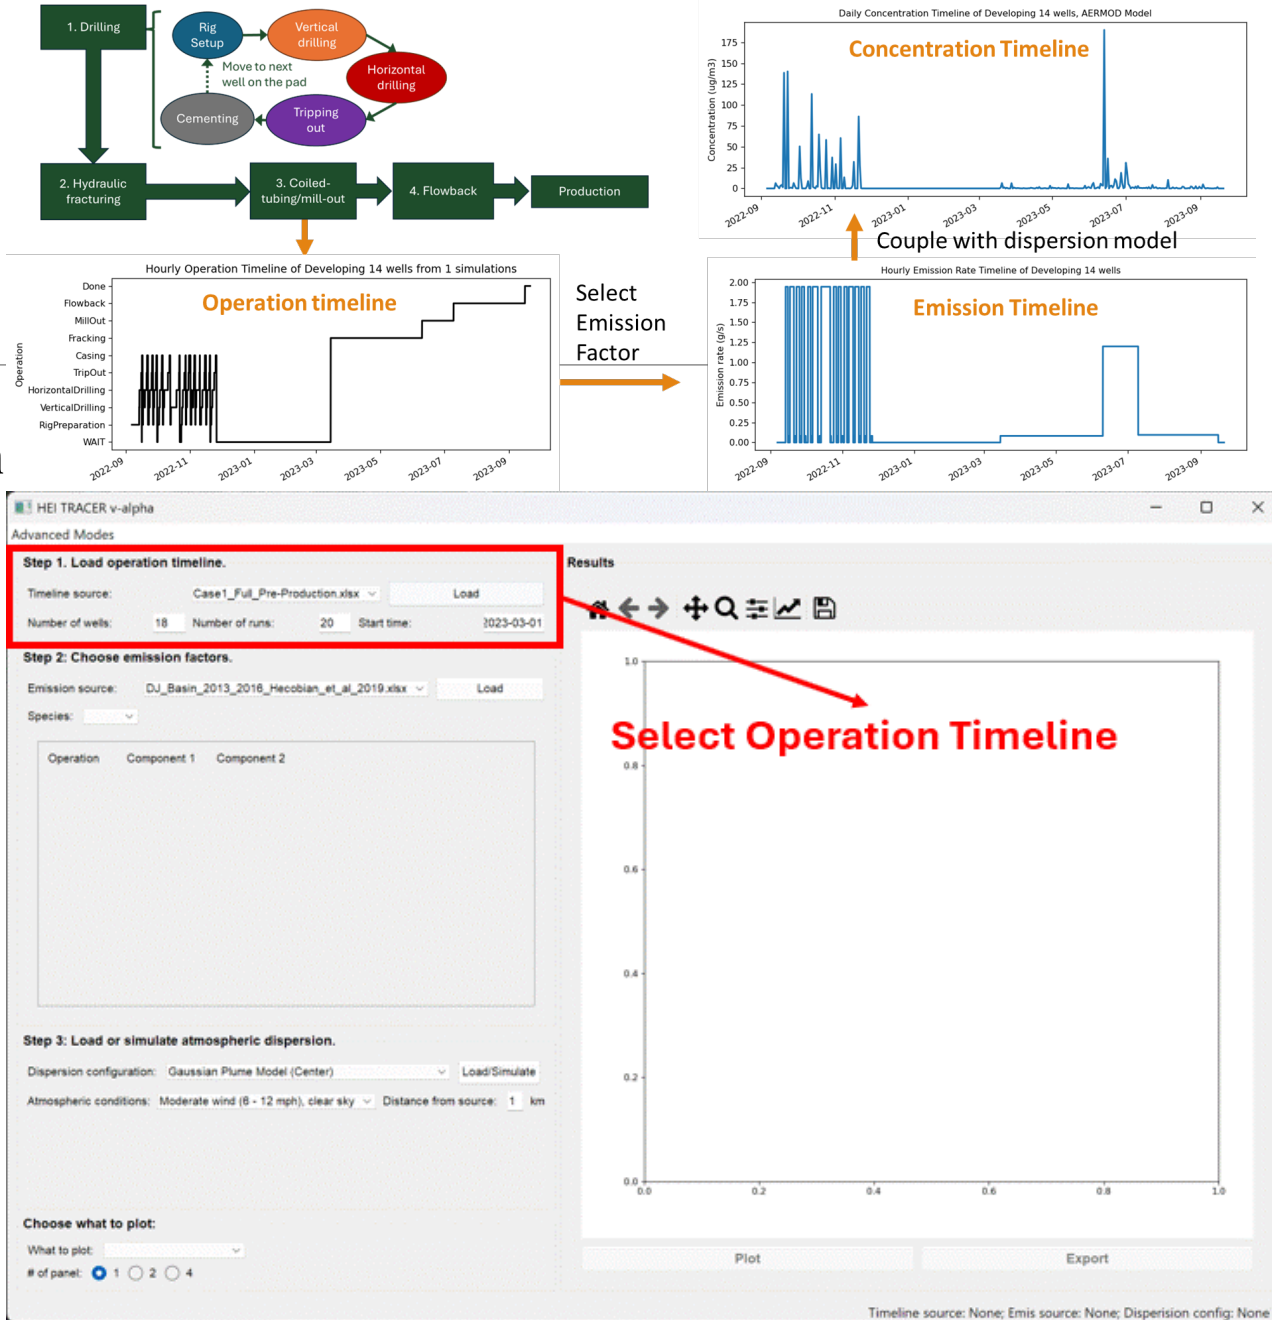 1. Drilling
Rig
Setup
Vertical
drilling
Horizontal
drilling
Move to next
well on the pad
Cementing
Tripping
out
2. Hydraulic
fracturing
3. Coiled-
tubing/mill-out
4. Flowback
Production
Daily Concentration Timeline of Developing 14 wells, AERMOD Model
Concentration Timeline
Concentration (ug/m3)
175
150
125
100
75
50
25
0
2022-09
2022-11
2023-01
2023-03
2023-05
2023-07
2023-09
Couple with dispersion model
Hourly Operation Timeline of Developing 14 wells from 1 simulations
Operation timeline
Operation
Done
Flowback
MillOut
Fracking
Casing
TripOut
HorizontalDrilling
VerticalDrilling
RigPreparation
WAIT
2022-09
2022-11
2023-01
2023-03
2023-05
2023-07
2023-09
Select
Emission
Factor
Hourly Emission Rate Timeline of Developing 14 wells
Emission Timeline
Emission rate (g/s)
2.00
1.75
1.50
1.25
1.00
0.75
0.50
0.25
0.00
2022-09
2022-11
2023-01
2023-03
2023-05
2023-07
2023-09
HEI TRACER v-alpha
Advanced Modes
Step 1. Load operation timeline.
Timeline source: Case1_Full_Pre-Production.xlsx Load
Number of wells: 18 Number of runs: 20 Start time: 2023-03-01
Step 2: Choose emission factors.
Emission source: DJ_Basin_2013_2016_Hecobian_et_al_2019.xlsx Load
Species:
Operation Component 1 Component 2
Step 3: Load or simulate atmospheric dispersion.
Dispersion configuration: Gaussian Plume Model (Center) Load/Simulate
Atmospheric conditions: Moderate wind (6 - 12 mph), clear sky Distance from source: 1 km
Choose what to plot:
What to plot:
# of panel: 1 2 4
Results
Select Operation Timeline
1.0
0.8
0.6
0.4
0.2
0.0
0.0 0.2 0.4 0.6 0.8 1.0
Plot Export
Timeline source: None; Emis source: None; Disperision config: None